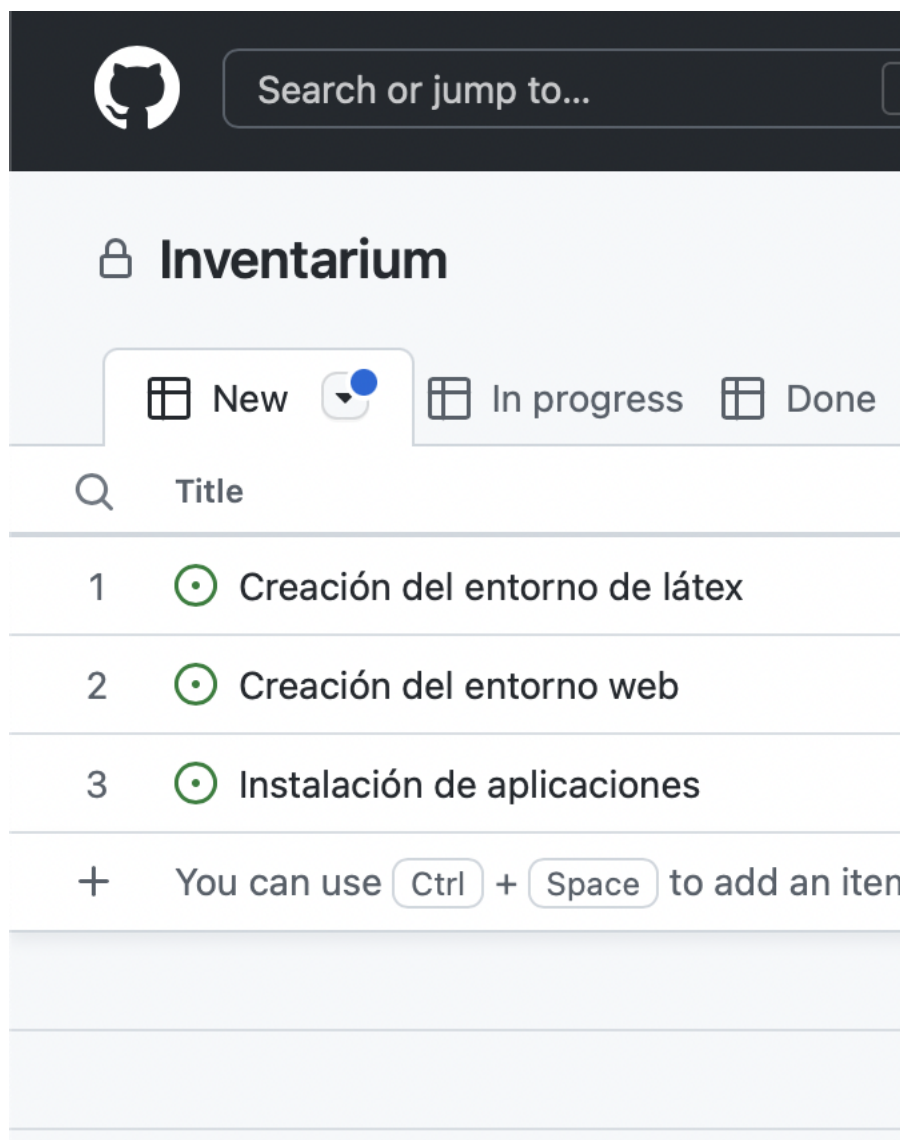 Search or jump to...
Inventarium
New In progress Done
Title
1 Creación del entorno de látex
2 Creación del entorno web
3 Instalación de aplicaciones
+ You can use Ctrl + Space to add an